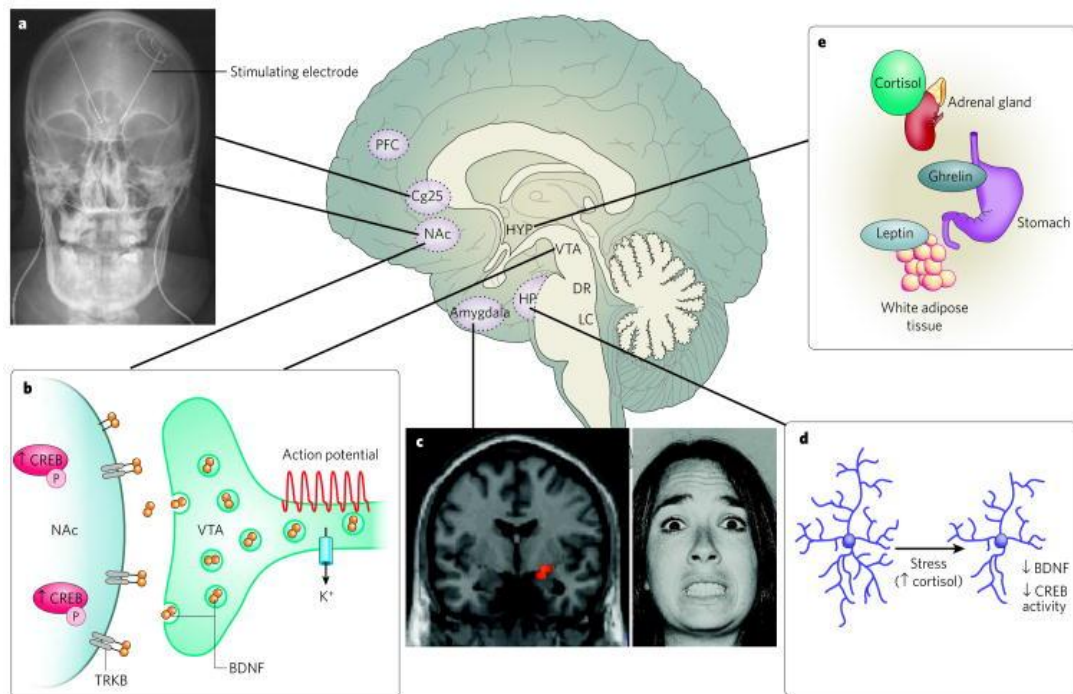 a
Stimulating electrode
PFC
Cg25
NAc
HYP
VTA
DR
LC
HP
Amygdala
e
Cortisol
Adrenal gland
Ghrelin
Stomach
Leptin
White adipose
tissue
b
↑ CREB
P
NAc
↑ CREB
P
TRKB
VTA
BDNF
Action potential
K⁺
c
d
Stress
(↑ cortisol)
↓ BDNF
↓ CREB
activity